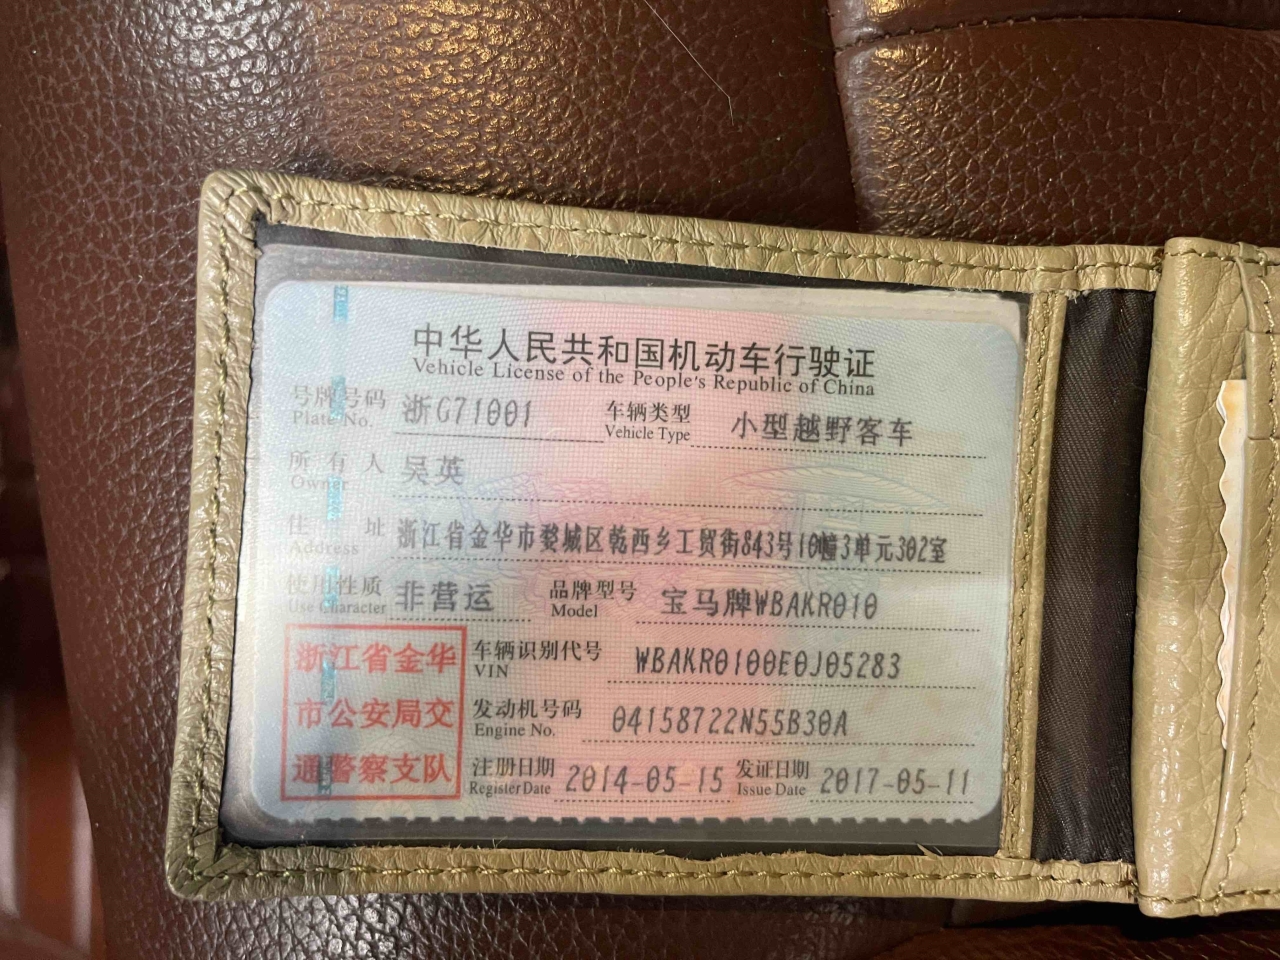 中华人民共和国机动车行驶证
Vehicle License of the People's Republic of China
号牌号码 浙G71001 车辆类型 小型越野客车
Plate No. Vehicle Type
所有人 吴英
Owner
住址 浙江省金华市婺城区乾西乡工贸街843号10幢3单元302室
Address
使用性质 非营运 品牌型号 宝马牌WBAKR010
Use Character Model
浙江省金华
市公安局交
通警察支队
车辆识别代号 WBAKR0100E0J05283
VIN
发动机号码 04158722N55B30A
Engine No.
注册日期 2014-05-15 发证日期 2017-05-11
Register Date Issue Date